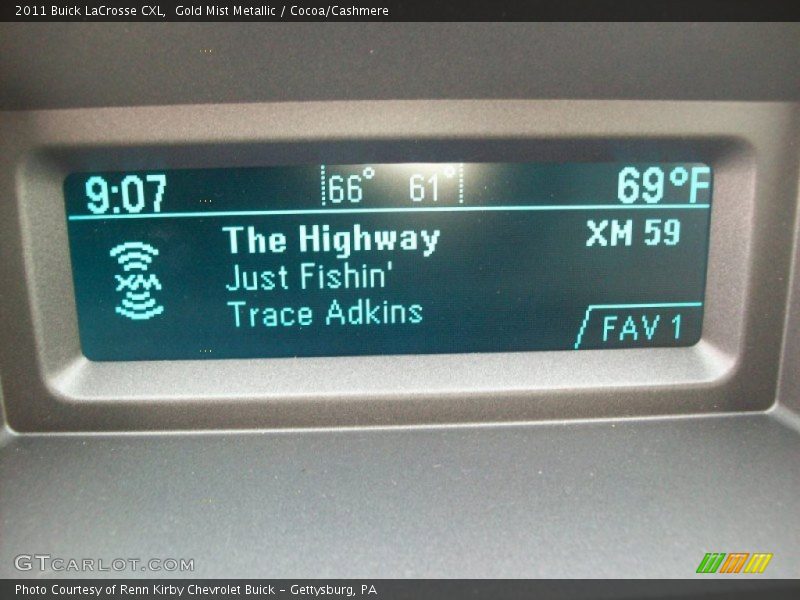 2011 Buick LaCrosse CXL,  Gold Mist Metallic / Cocoa/Cashmere
9:07 66° 61° 69°F
The Highway XM 59
XM
Just Fishin'
Trace Adkins
FAV 1
GTCARLOT.COM
Photo Courtesy of Renn Kirby Chevrolet Buick - Gettysburg, PA